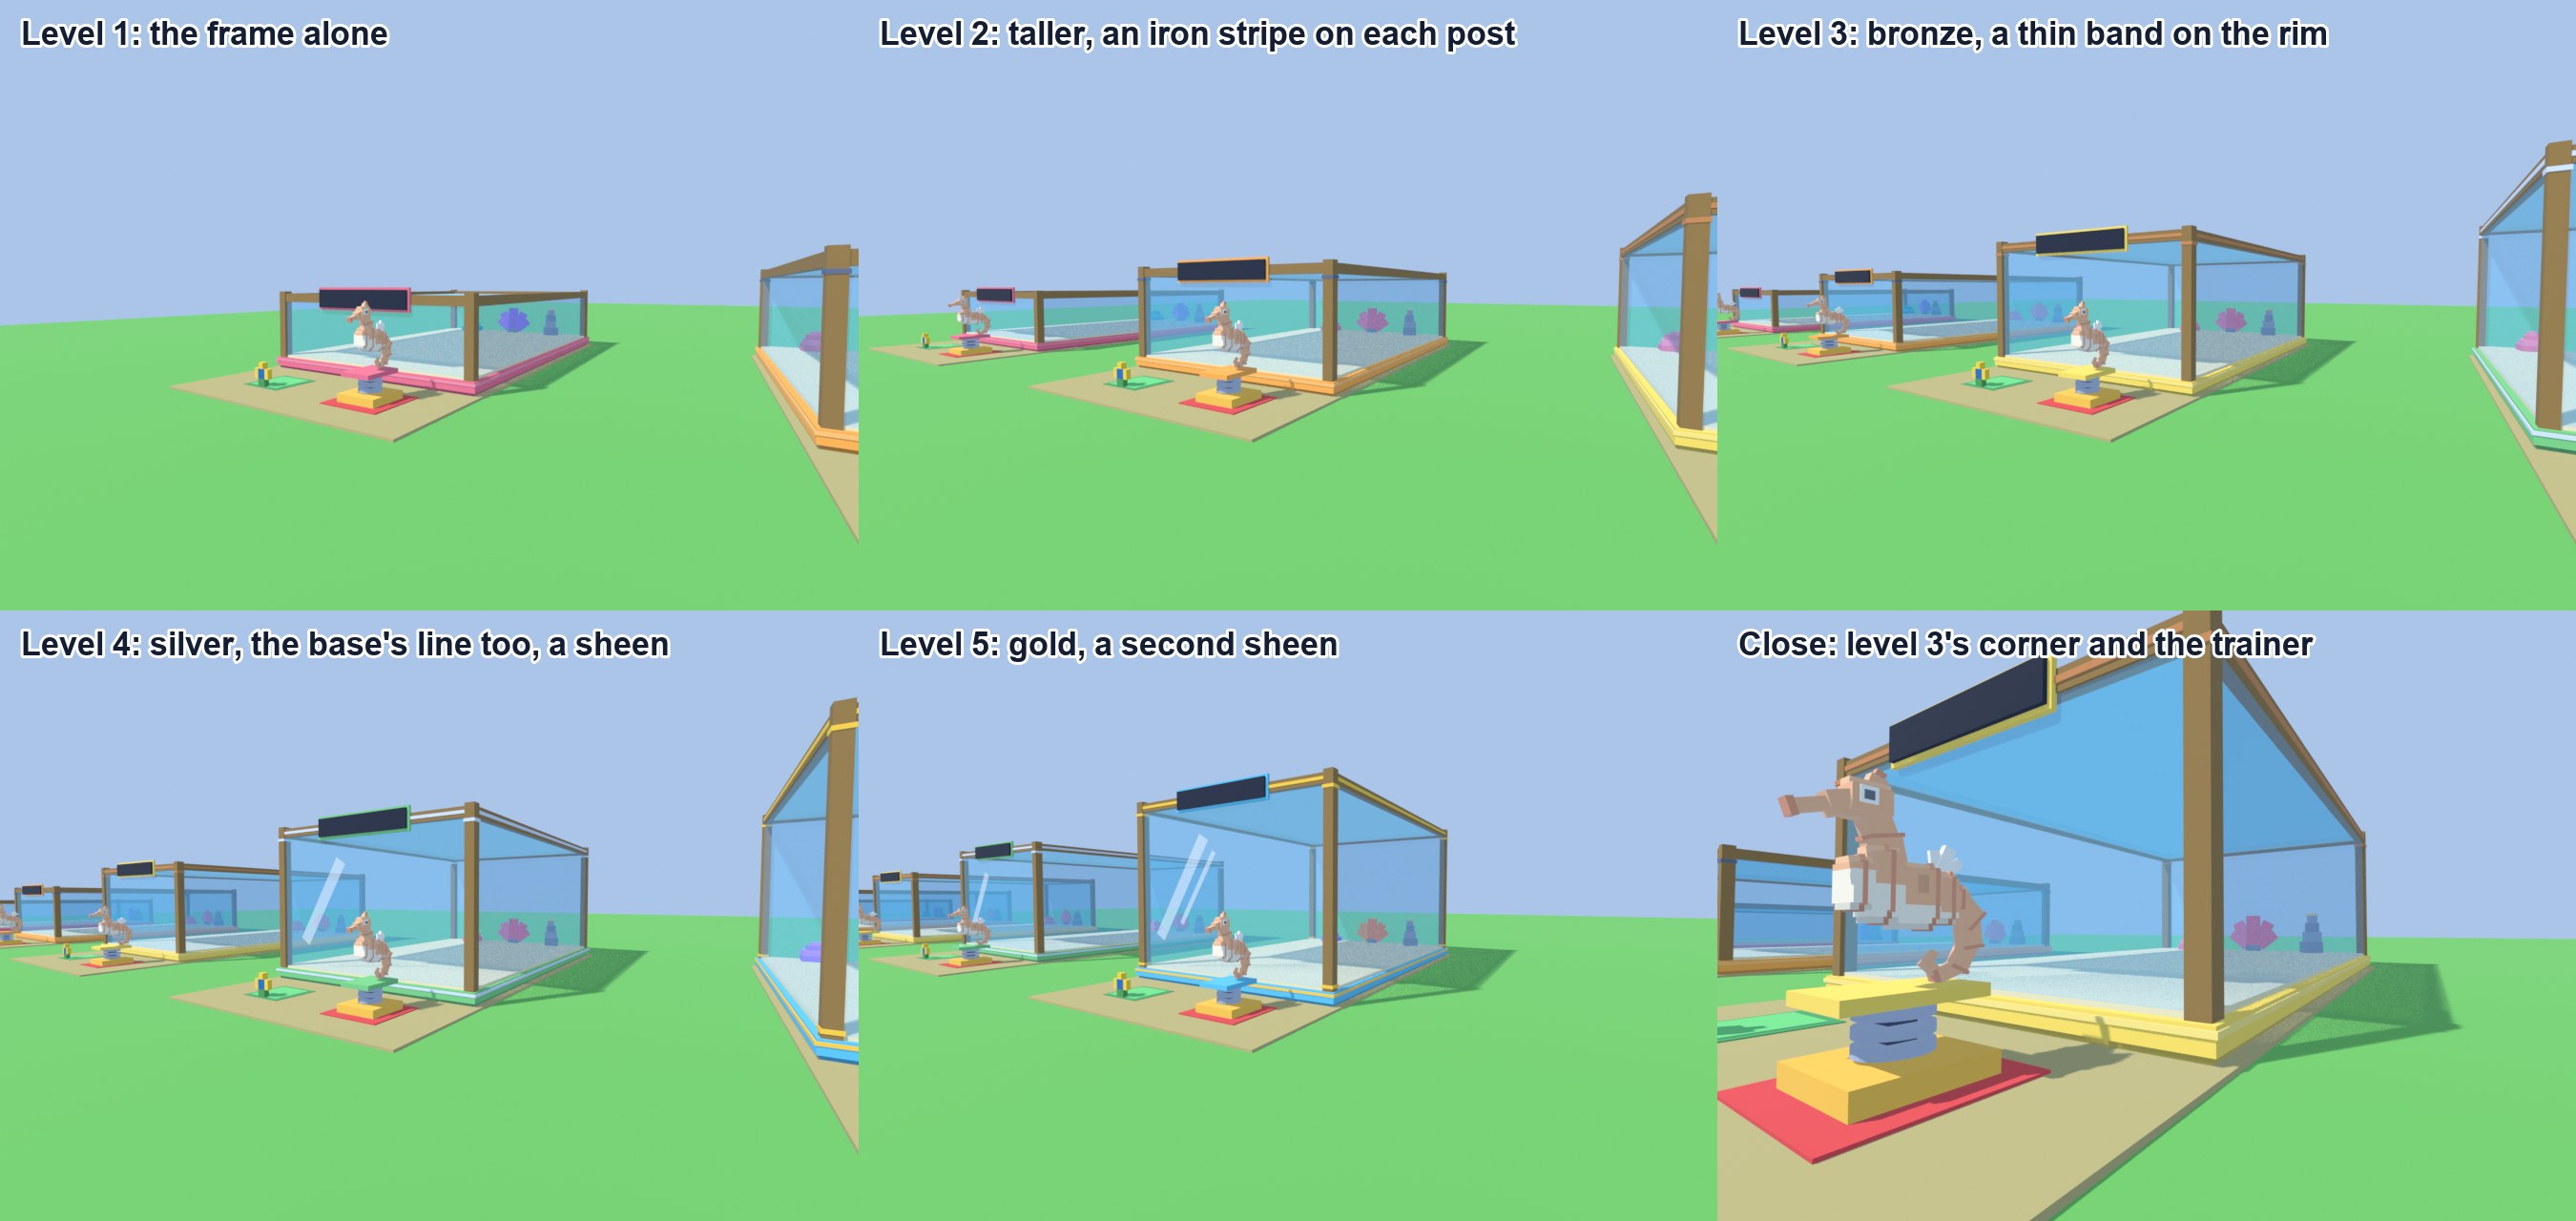 Level 1: the frame alone
Level 2: taller, an iron stripe on each post
Level 3: bronze, a thin band on the rim
Level 4: silver, the base's line too, a sheen
Level 5: gold, a second sheen
Close: level 3's corner and the trainer